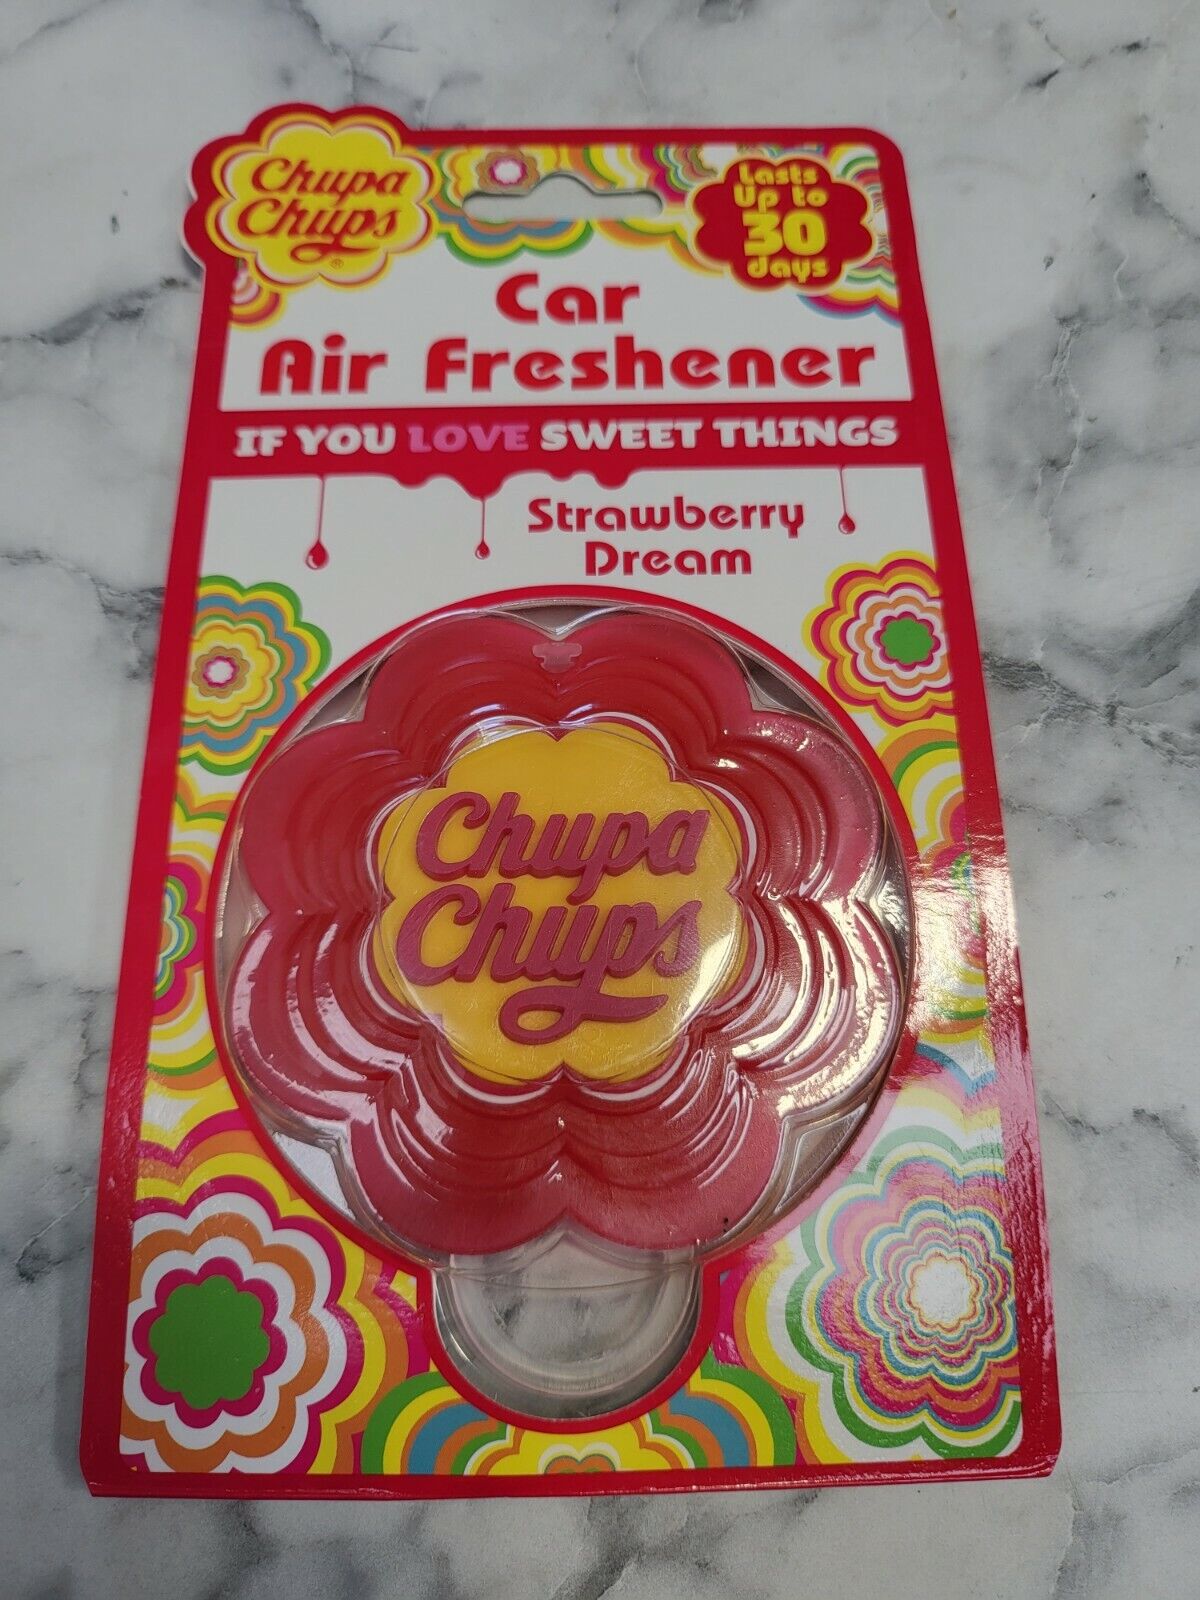 Chupa
Chups
®
Lasts
Up to
30
days
Car
Air Freshener
IF YOU LOVE SWEET THINGS
Strawberry
Dream
Chupa
Chups